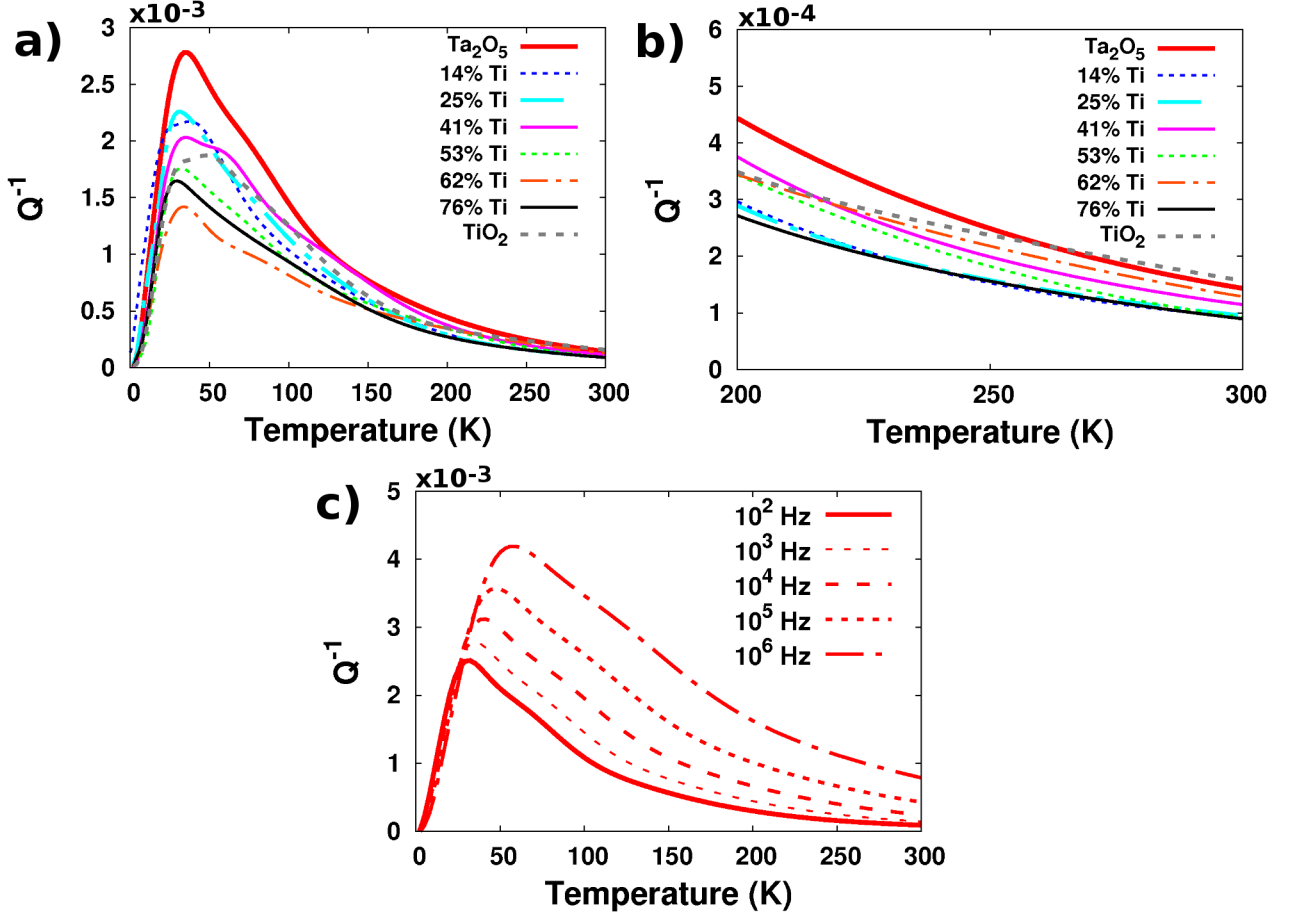 a)
x10-3
3
2.5
2
1.5
1
0.5
0
Q-1
0 50 100 150 200 250 300
Temperature (K)
Ta2O5
14% Ti
25% Ti
41% Ti
53% Ti
62% Ti
76% Ti
TiO2
b)
x10-4
6
5
4
3
2
1
0
Q-1
200 250 300
Temperature (K)
Ta2O5
14% Ti
25% Ti
41% Ti
53% Ti
62% Ti
76% Ti
TiO2
c)
x10-3
5
4
3
2
1
0
Q-1
0 50 100 150 200 250 300
Temperature (K)
102 Hz
103 Hz
104 Hz
105 Hz
106 Hz